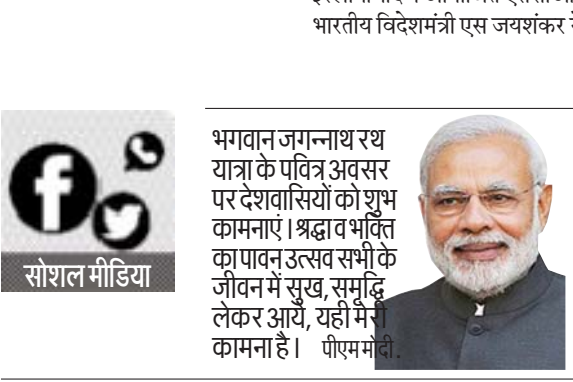 भारतीय विदेशमंत्री एस जयशंकर
भगवान जगन्नाथ रथ
यात्रा के पवित्र अवसर
पर देशवासियों को शुभ
कामनाएं । श्रद्धा व भक्ति
का पावन उत्सव सभी के
जीवन में सुख, समृद्धि
लेकर आये, यही मेरी
कामना है। पीएम मोदी.
सोशल मीडिया